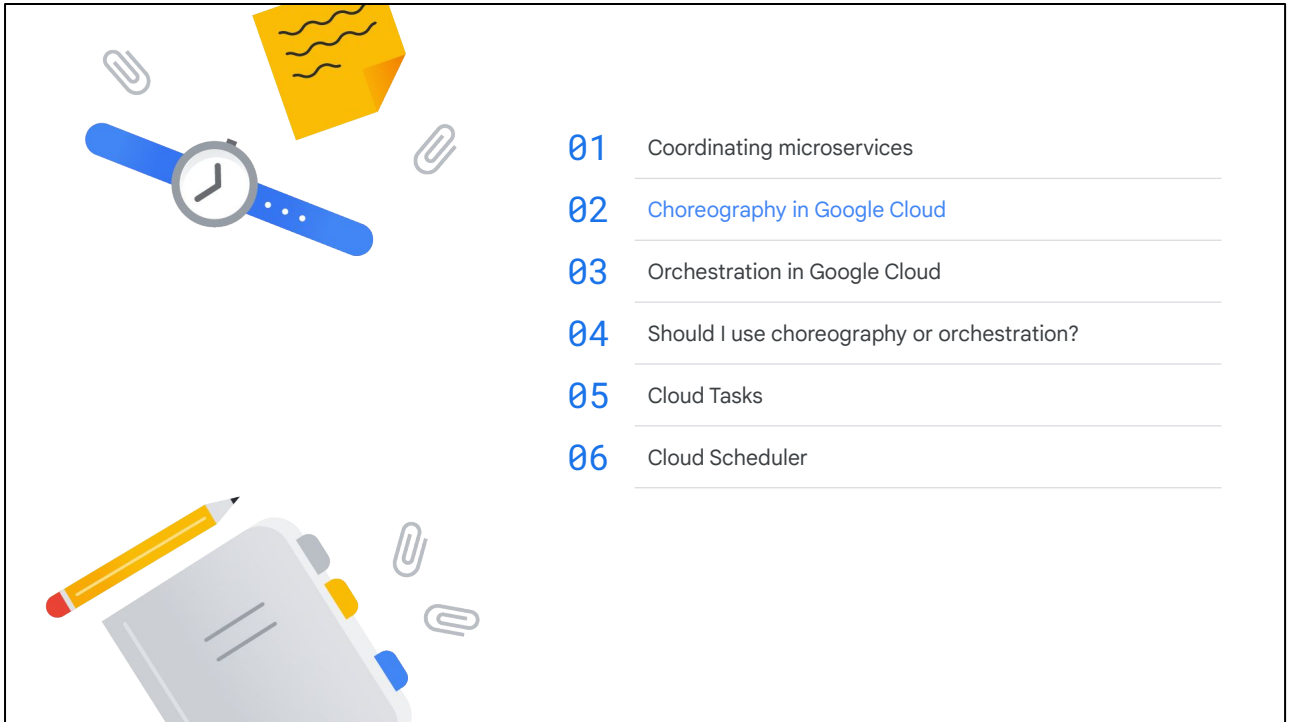 01 Coordinating microservices
02 Choreography in Google Cloud
03 Orchestration in Google Cloud
04 Should I use choreography or orchestration?
05 Cloud Tasks
06 Cloud Scheduler